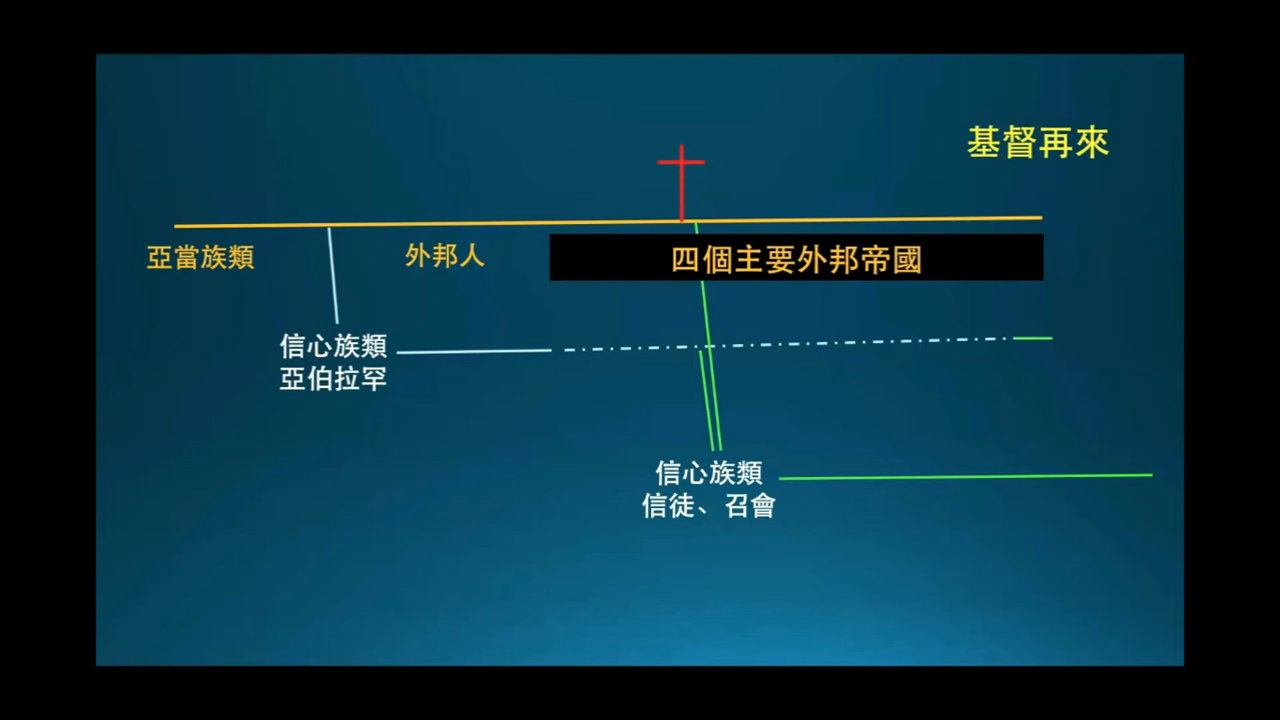 基督再來
亞當族類
外邦人
四個主要外邦帝國
信心族類
亞伯拉罕
信心族類
信徒、召會